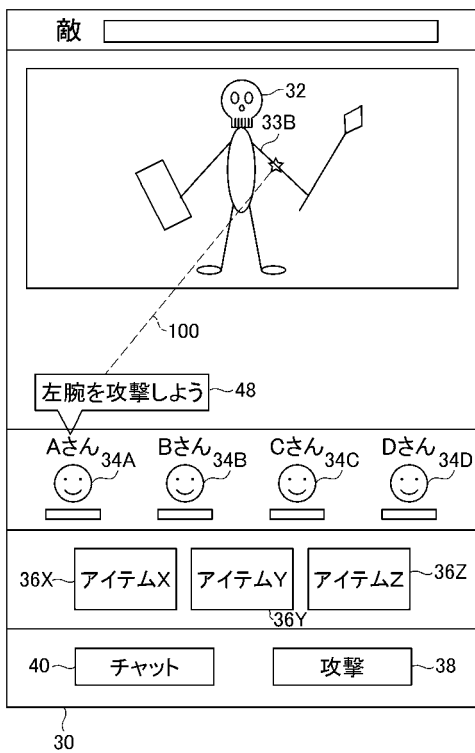 敵
32
33B
100
左腕を攻撃しよう
48
Aさん
Bさん
Cさん
Dさん
34A
34B
34C
34D
36X
アイテムX
アイテムY
アイテムZ
36Z
36Y
40
チャット
攻撃
38
30